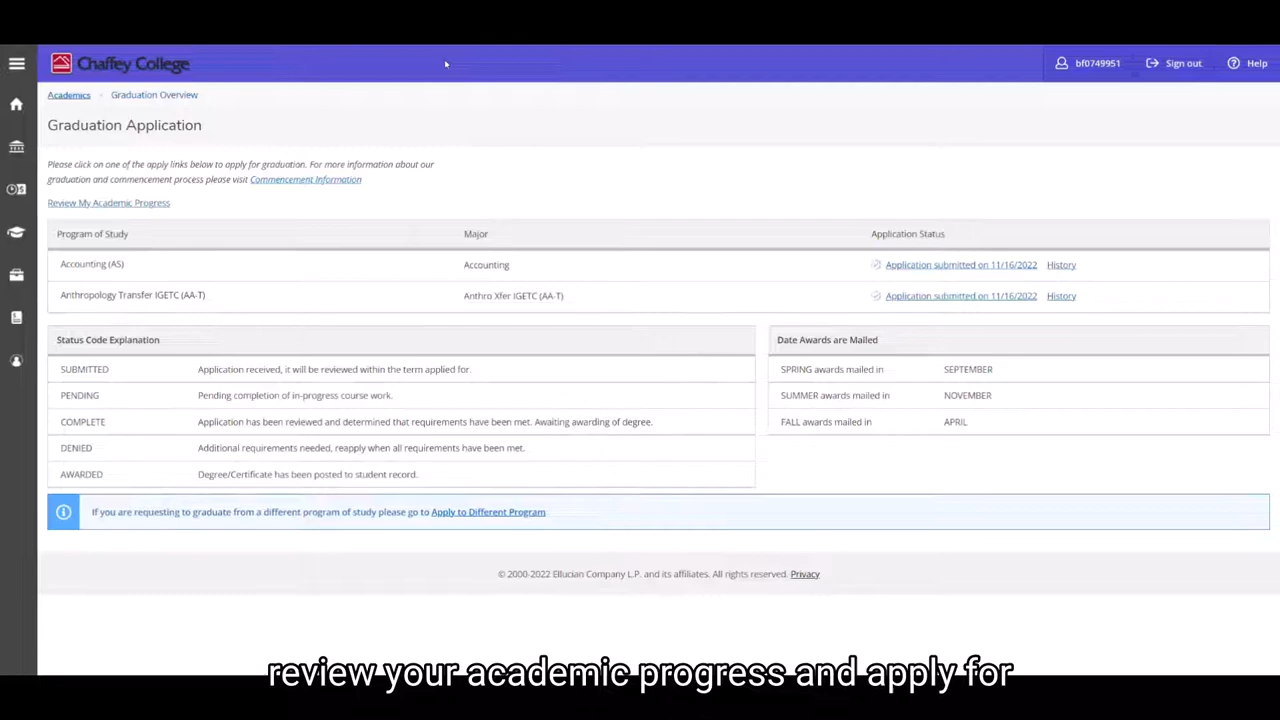 Chaffey College
bf0749951
Sign out
Help
Academics
Graduation Overview
Graduation Application
Please click on one of the apply links below to apply for graduation. For more information about our
graduation and commencement process please visit Commencement Information
Review My Academic Progress
Program of Study Major Application Status
Accounting (AS) Accounting Application submitted on 11/16/2022 History
Anthropology Transfer IGETC (AA-T) Anthro Xfer IGETC (AA-T) Application submitted on 11/16/2022 History
Status Code Explanation
SUBMITTED Application received, it will be reviewed within the term applied for.
PENDING Pending completion of in-progress course work.
COMPLETE Application has been reviewed and determined that requirements have been met. Awaiting awarding of degree.
DENIED Additional requirements needed, reapply when all requirements have been met.
AWARDED Degree/Certificate has been posted to student record.
Date Awards are Mailed
SPRING awards mailed in SEPTEMBER
SUMMER awards mailed in NOVEMBER
FALL awards mailed in APRIL
If you are requesting to graduate from a different program of study please go to Apply to Different Program
© 2000-2022 Ellucian Company L.P. and its affiliates. All rights reserved. Privacy
review your academic progress and apply for